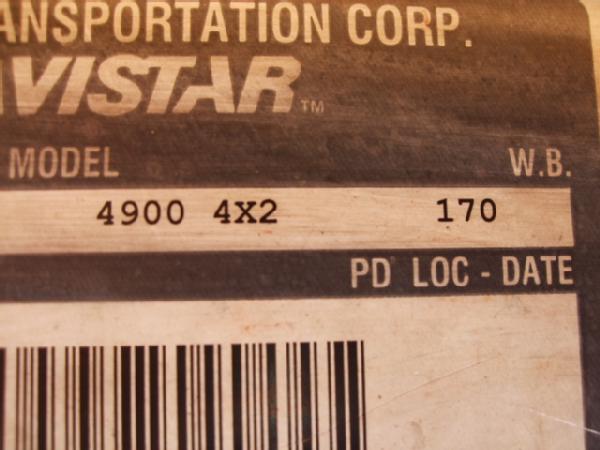 ANSPORTATION CORP.
VISTAR™
MODEL W.B.
4900 4X2 170
PD LOC - DATE